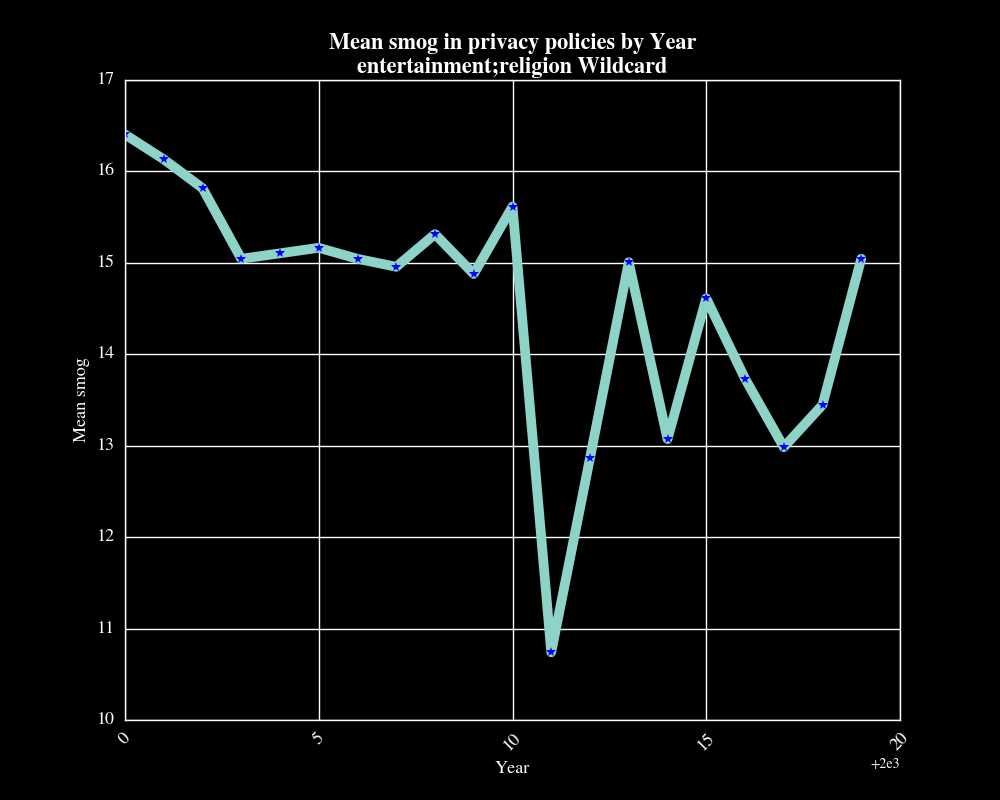 Mean smog in privacy policies by Year
entertainment;religion Wildcard
17
16
15
14
13
12
11
10
Mean smog
0
5
10
15
20
Year
+2e3